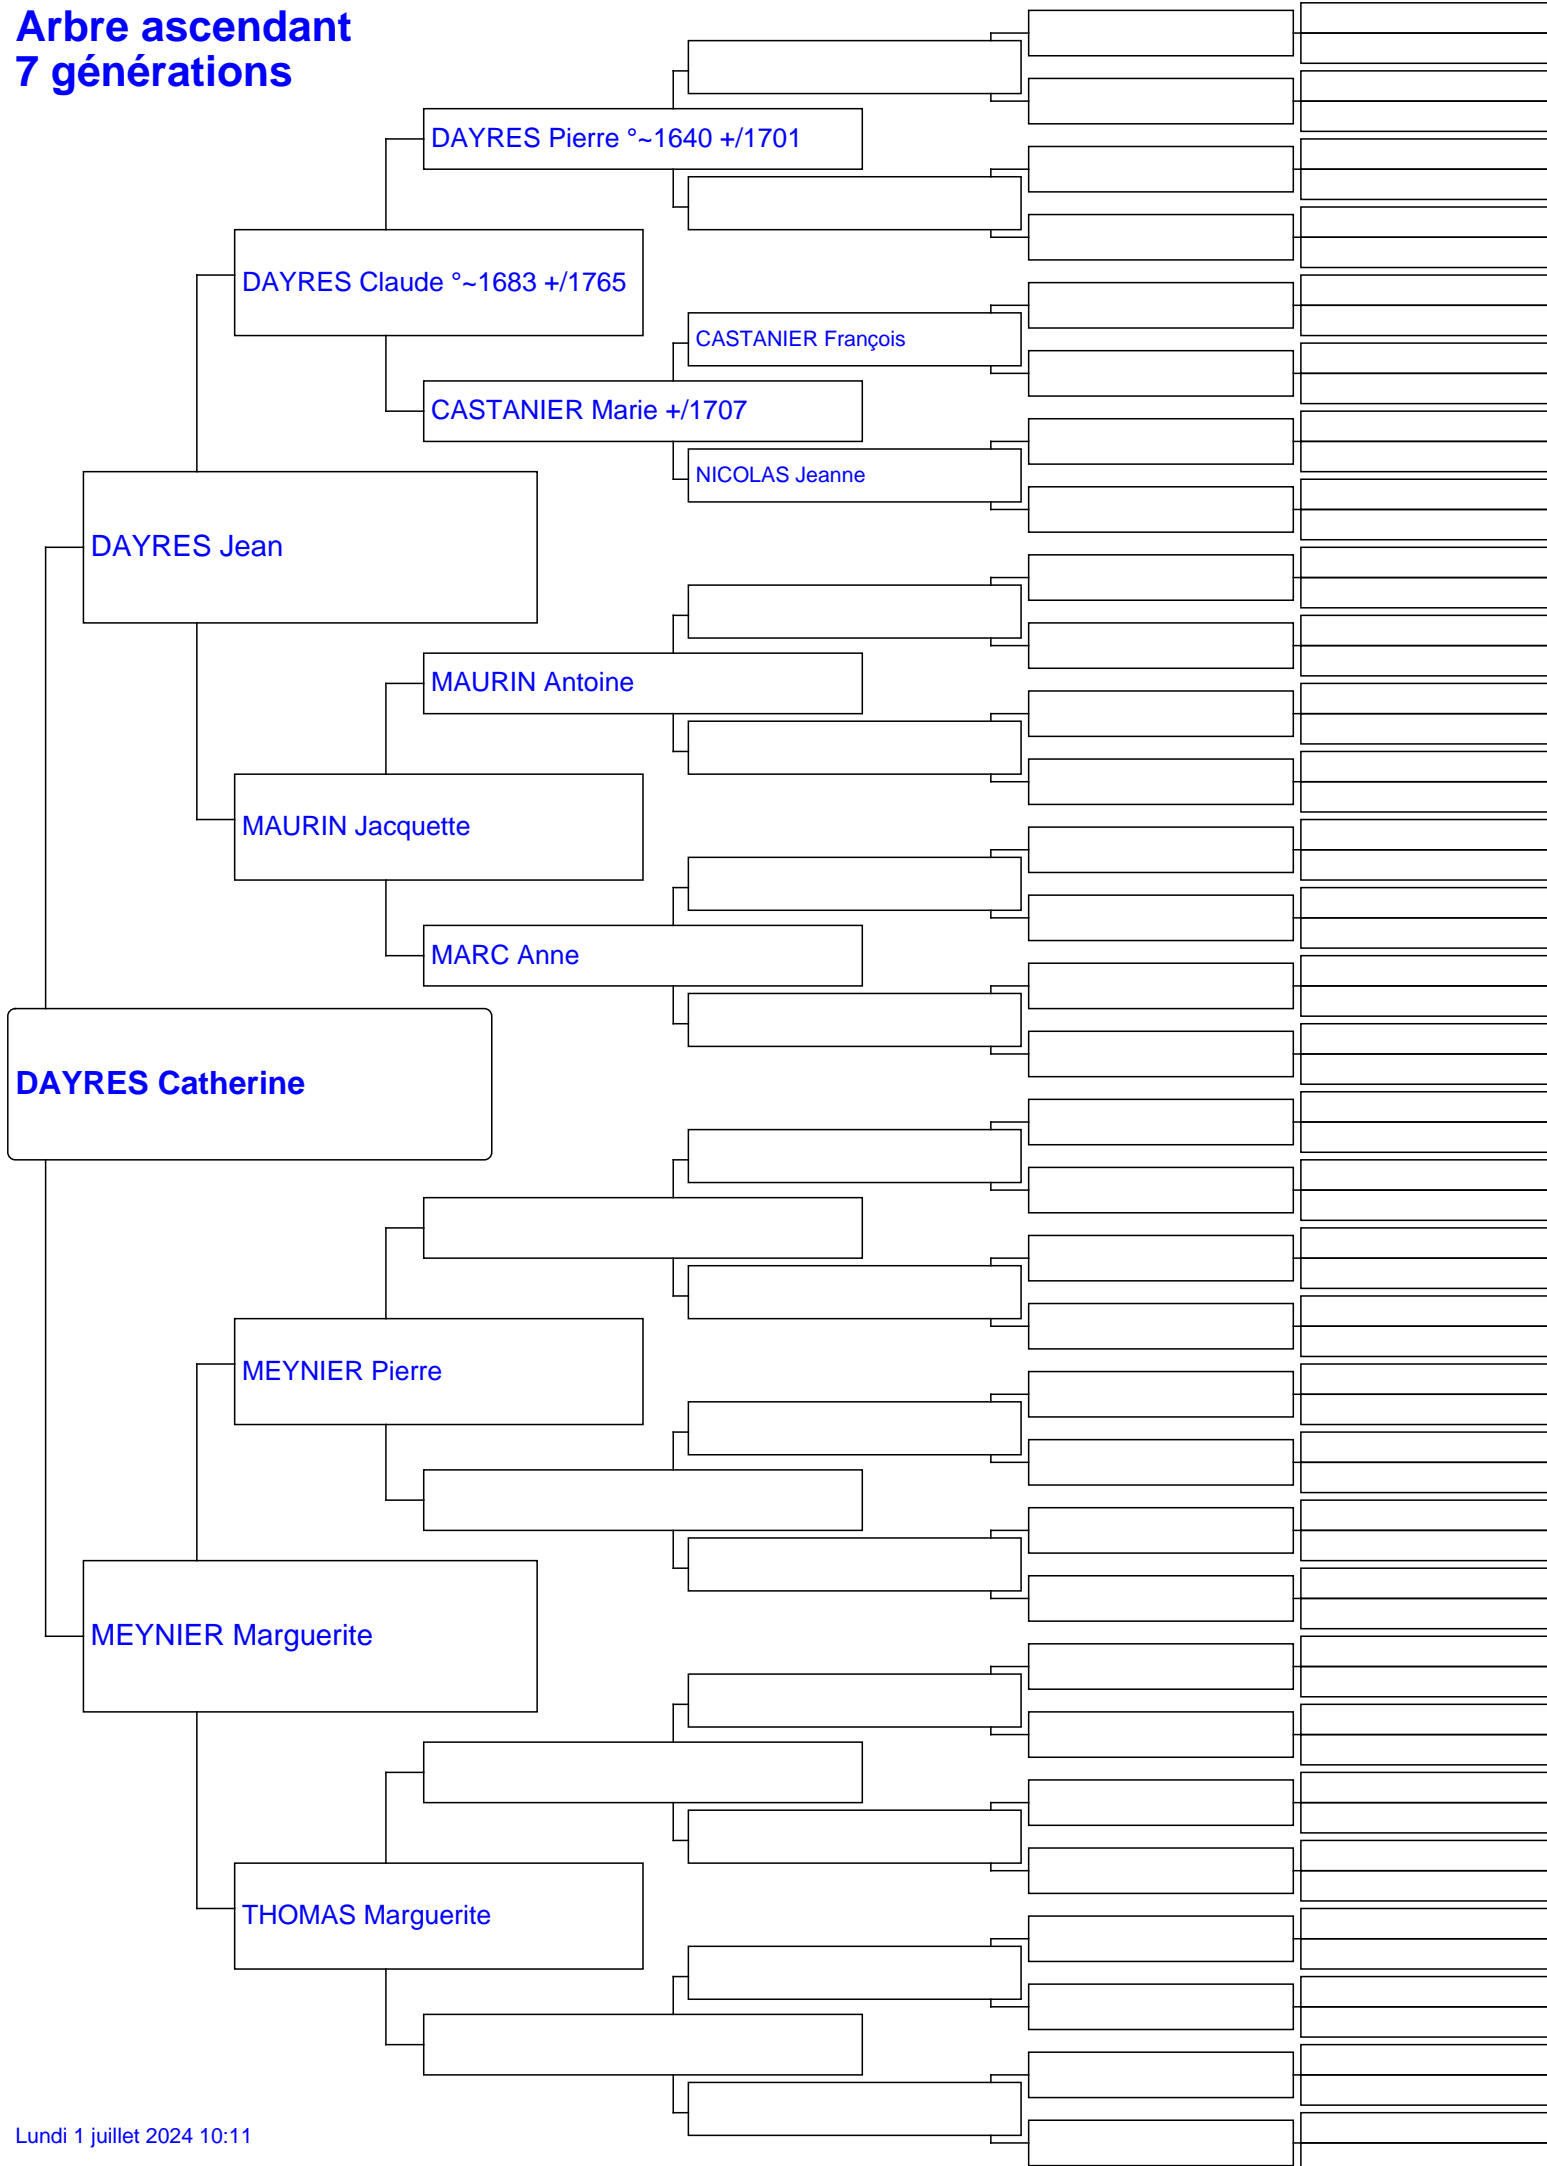 Arbre ascendant
7 générations
DAYRES Pierre °~1640 +/1701
DAYRES Claude °~1683 +/1765
CASTANIER François
CASTANIER Marie +/1707
NICOLAS Jeanne
DAYRES Jean
MAURIN Antoine
MAURIN Jacquette
MARC Anne
DAYRES Catherine
MEYNIER Pierre
MEYNIER Marguerite
THOMAS Marguerite
Lundi 1 juillet 2024 10:11